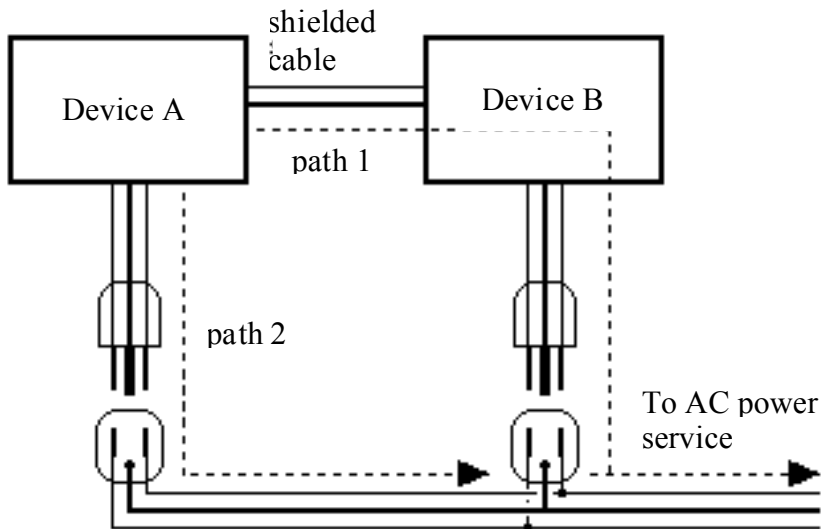 shielded
cable
Device A
Device B
path 1
path 2
To AC power
service